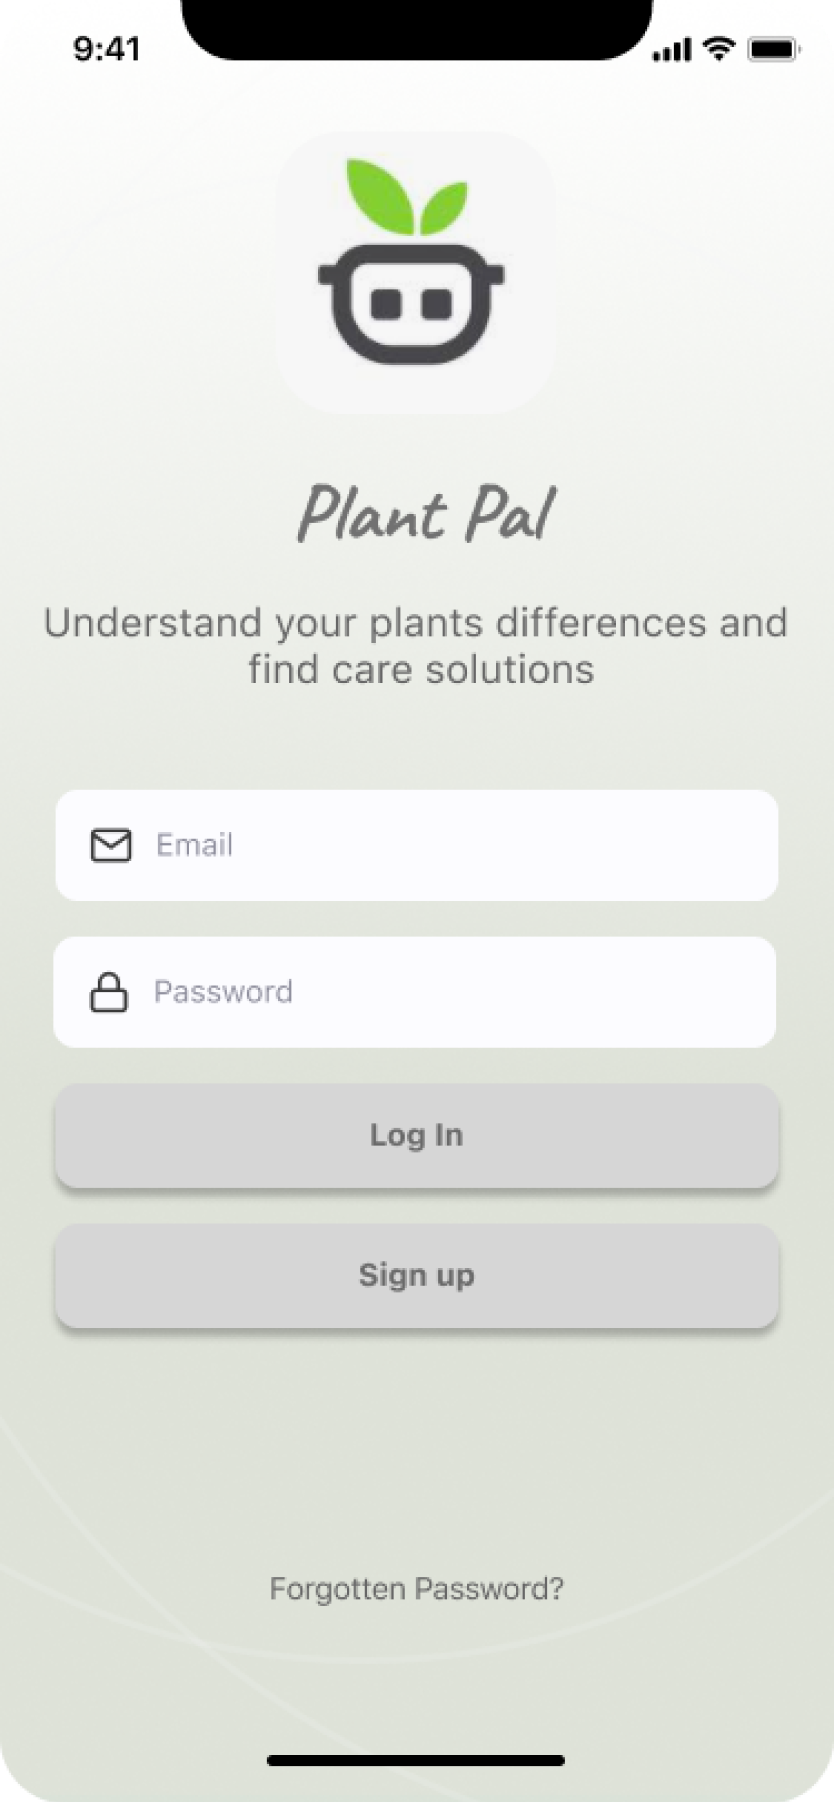 9:41
Plant Pal
Understand your plants differences and
find care solutions
Email
Password
Log In
Sign up
Forgotten Password?